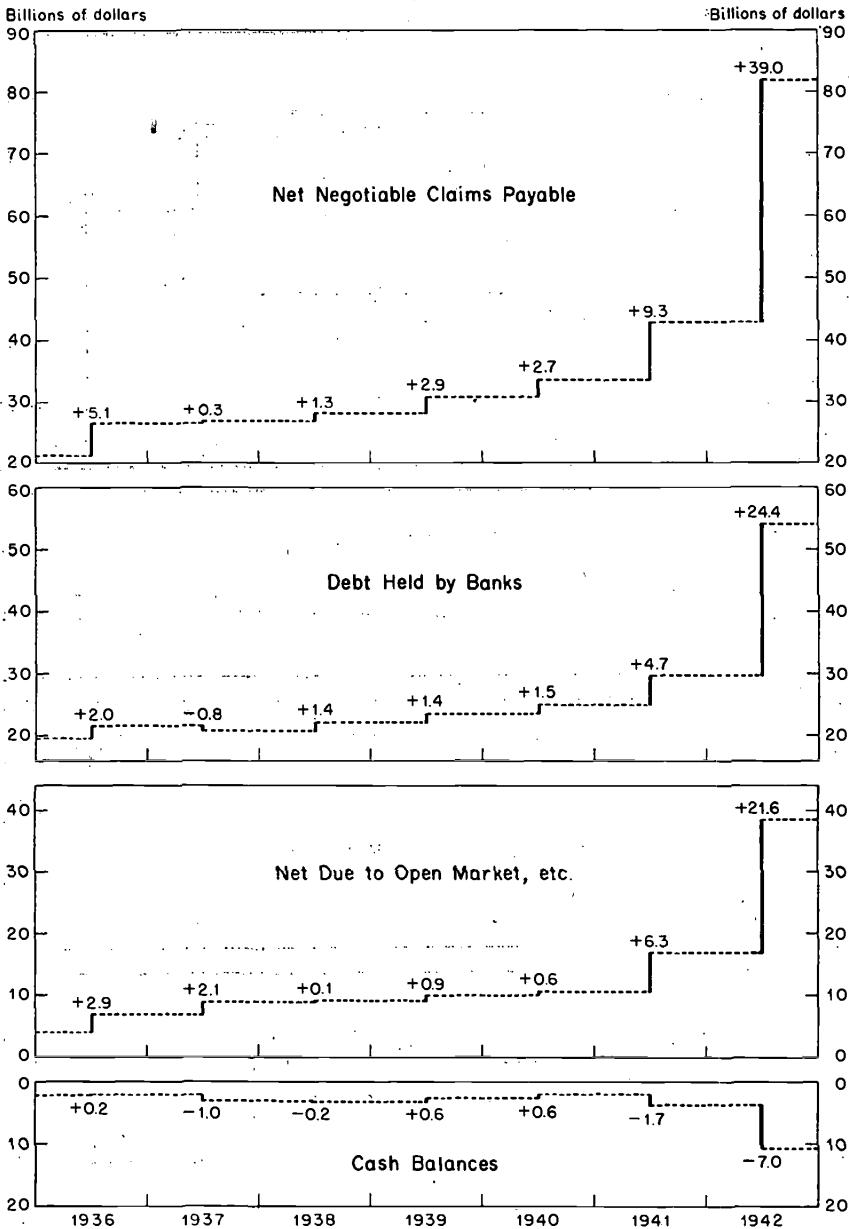 Billions of dollars Billions of dollars
90 90
+39.0
80 80
70 70
Net Negotiable Claims Payable
60 60
50 50
+9.3
40 40
+2.7
+2.9
30 +5.1 +0.3 +1.3 30
20 20
60 60
+24.4
50 50
Debt Held by Banks
40 40
30 +4.7 30
+2.0 -0.8 +1.4 +1.4 +1.5
20 20
40 +21.6 40
30 Net Due to Open Market, etc. 30
20 20
+6.3
10 +2.9 +2.1 +0.1 +0.9 +0.6 10
0 0
0 0
+0.2 -1.0 -0.2 +0.6 +0.6 -1.7
10 10
Cash Balances -7.0
20 20
1936 1937 1938 1939 1940 1941 1942